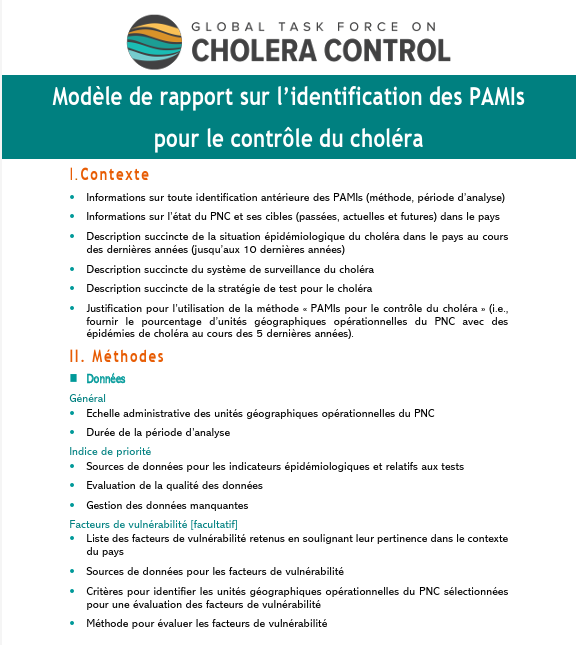 GLOBAL TASK FORCE ON
CHOLERA CONTROL
Modèle de rapport sur l'identification des PAMIs
pour le contrôle du choléra
I.Contexte
• Informations sur toute identification antérieure des PAMIs (méthode, période d'analyse)
• Informations sur l'état du PNC et ses cibles (passées, actuelles et futures) dans le pays
• Description succincte de la situation épidémiologique du choléra dans le pays au cours
des dernières années (jusqu'aux 10 dernières années)
• Description succincte du système de surveillance du choléra
• Description succincte de la stratégie de test pour le choléra
• Justification pour l'utilisation de la méthode « PAMIs pour le contrôle du choléra » (i.e.,
fournir le pourcentage d'unités géographiques opérationnelles du PNC avec des
épidémies de choléra au cours des 5 dernières années).
II. Méthodes
■ Données
Général
• Echelle administrative des unités géographiques opérationnelles du PNC
• Durée de la période d'analyse
Indice de priorité
• Sources de données pour les indicateurs épidémiologiques et relatifs aux tests
• Evaluation de la qualité des données
• Gestion des données manquantes
Facteurs de vulnérabilité [facultatif]
• Liste des facteurs de vulnérabilité retenus en soulignant leur pertinence dans le contexte
du pays
• Sources de données pour les facteurs de vulnérabilité
• Critères pour identifier les unités géographiques opérationnelles du PNC sélectionnées
pour une évaluation des facteurs de vulnérabilité
• Méthode pour évaluer les facteurs de vulnérabilité